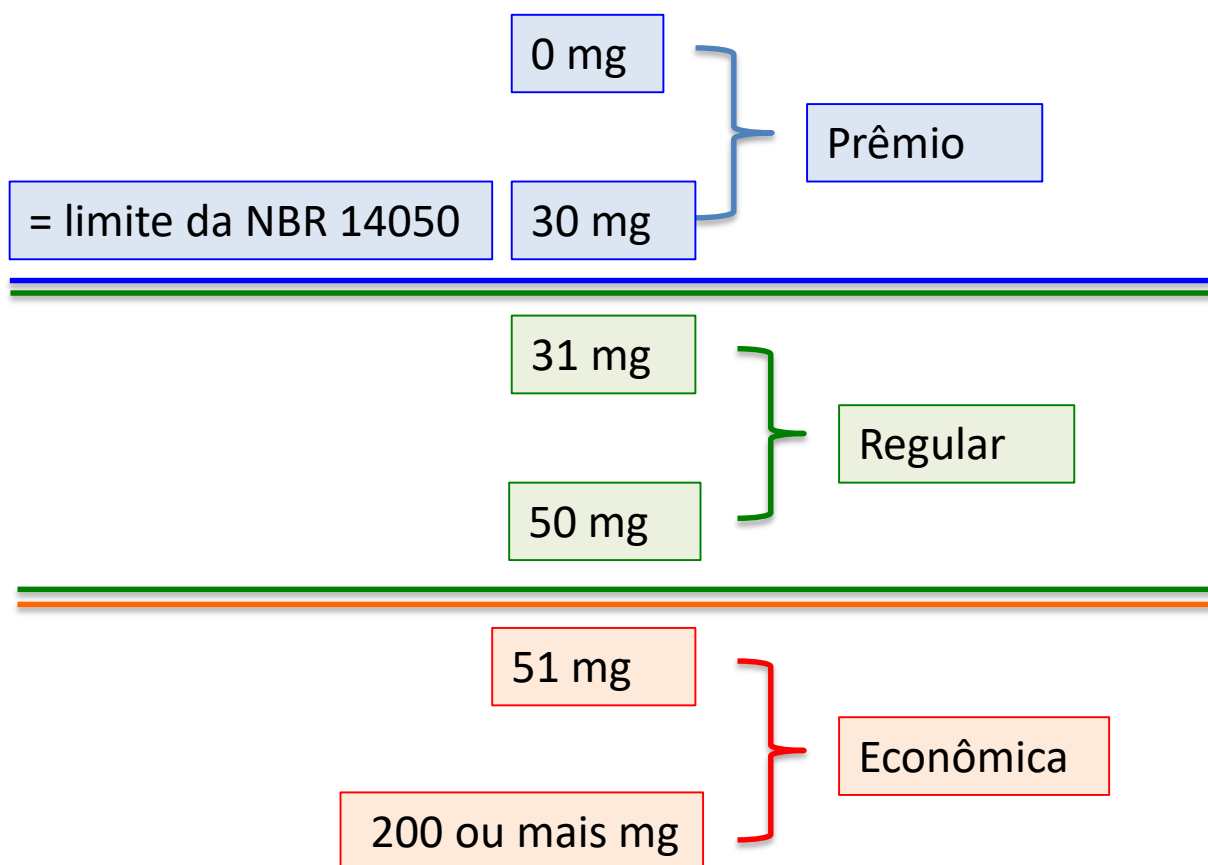 0 mg
Prêmio
= limite da NBR 14050
30 mg
31 mg
Regular
50 mg
51 mg
Econômica
200 ou mais mg